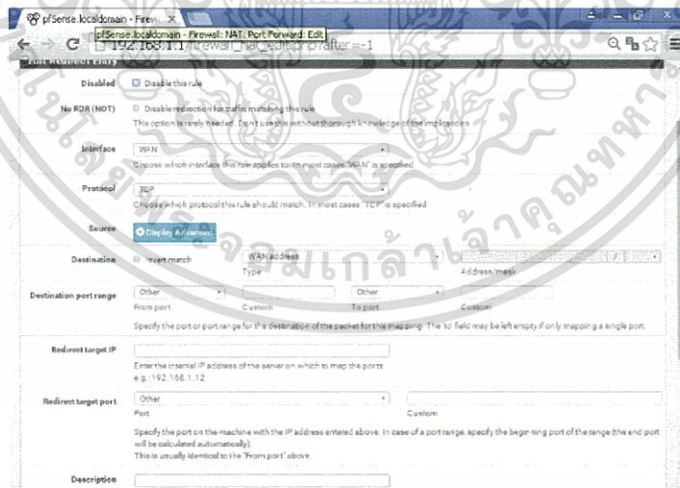 pfSense.localdomain - Firew
pfSense.localdomain - Firewall: NAT: Port Forward: Edit
192.168.1.1/firewall_nat_edit.php?after=-1
Edit Redirect Entry
Disabled
Disable this rule
No RDR (NOT)
Disable redirection for traffic matching this rule
This option is rarely needed. Don't use this without thorough knowledge of the implications.
Interface
WAN
Choose which interface this rule applies to. In most cases "WAN" is specified.
Protocol
TCP
Choose which protocol this rule should match. In most cases "TCP" is specified.
Source
Display Advanced
Destination
Invert match
WAN address
/
Type
Address/mask
Destination port range
Other
Other
From port
Custom
To port
Custom
Specify the port or port range for the destination of the packet for this mapping. The 'to' field may be left empty if only mapping a single port.
Redirect target IP
Enter the internal IP address of the server on which to map the ports.
e.g.: 192.168.1.12
Redirect target port
Other
Port
Custom
Specify the port on the machine with the IP address entered above. In case of a port range, specify the beginning port of the range (the end port
will be calculated automatically).
This is usually identical to the "From port" above.
Description